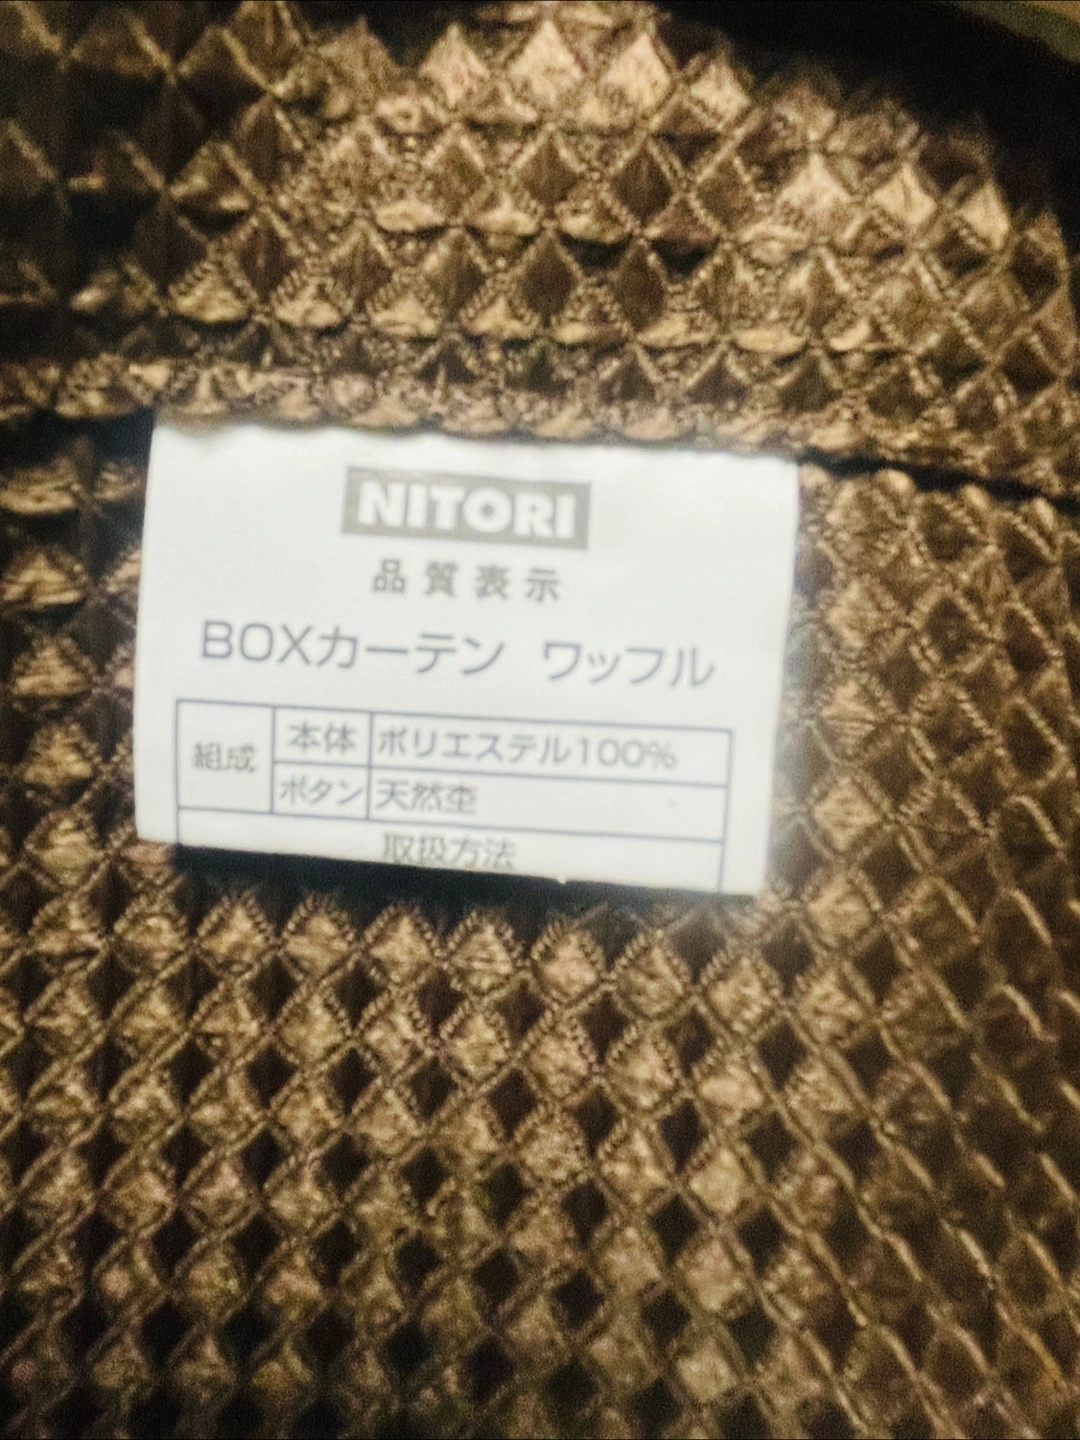 NITORI
品質表示
BOXカーテン ワッフル
組成 本体 ポリエステル100%
ボタン 天然杢
取扱方法